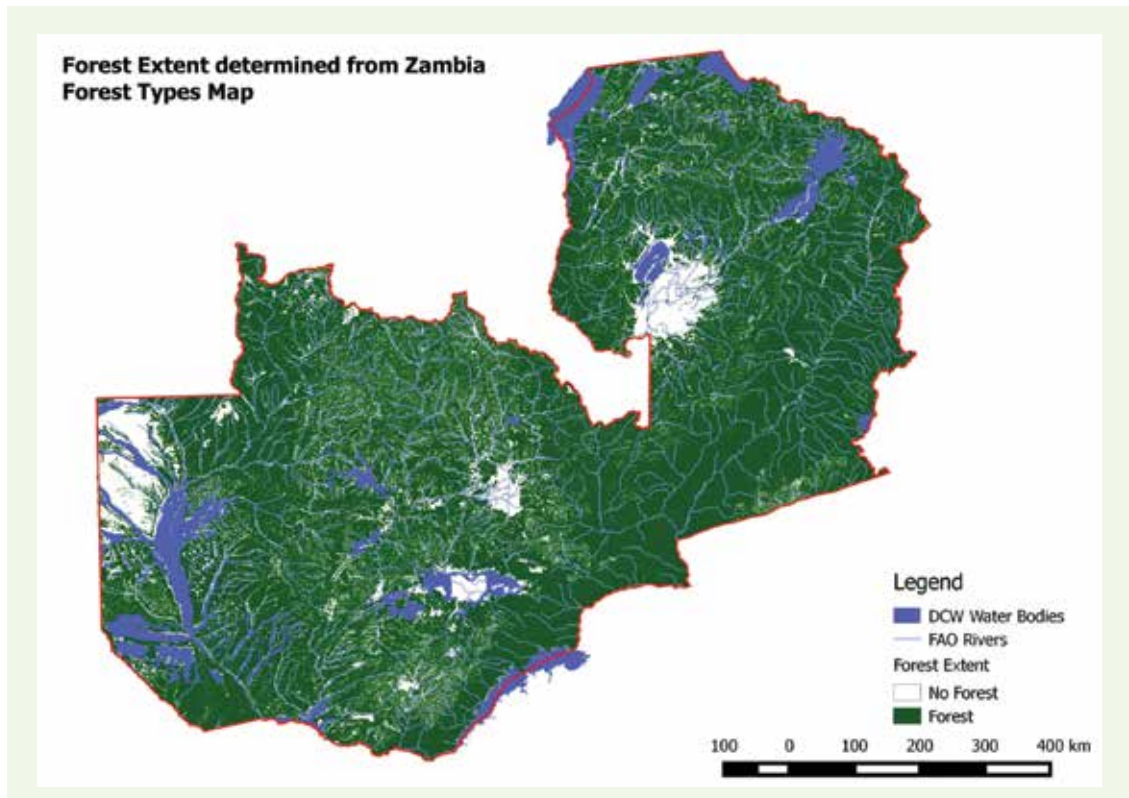 Forest Extent determined from Zambia
Forest Types Map
Legend
DCW Water Bodies
FAO Rivers
Forest Extent
No Forest
Forest
100 0 100 200 300 400 km